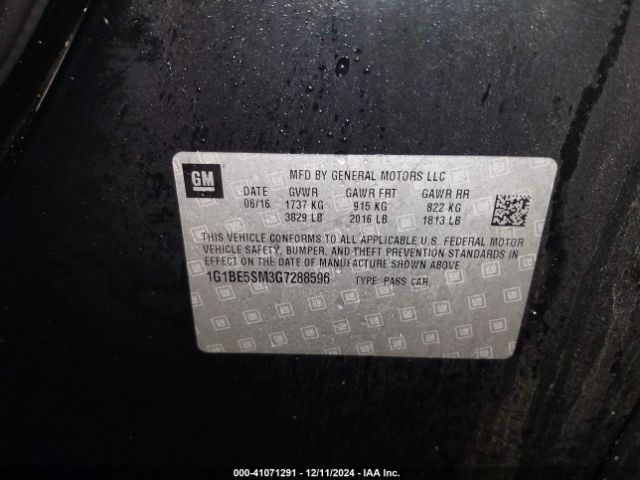 GM
MFD BY GENERAL MOTORS LLC
DATE GVWR GAWR FRT GAWR RR
06/16 1737 KG 915 KG 822 KG
3829 LB 2016 LB 1813 LB
THIS VEHICLE CONFORMS TO ALL APPLICABLE U.S. FEDERAL MOTOR
VEHICLE SAFETY, BUMPER, AND THEFT PREVENTION STANDARDS IN
EFFECT ON THE DATE OF MANUFACTURE SHOWN ABOVE.
1G1BE5SM3G7288596 TYPE: PASS CAR
000-41071291 - 12/11/2024 - IAA Inc.